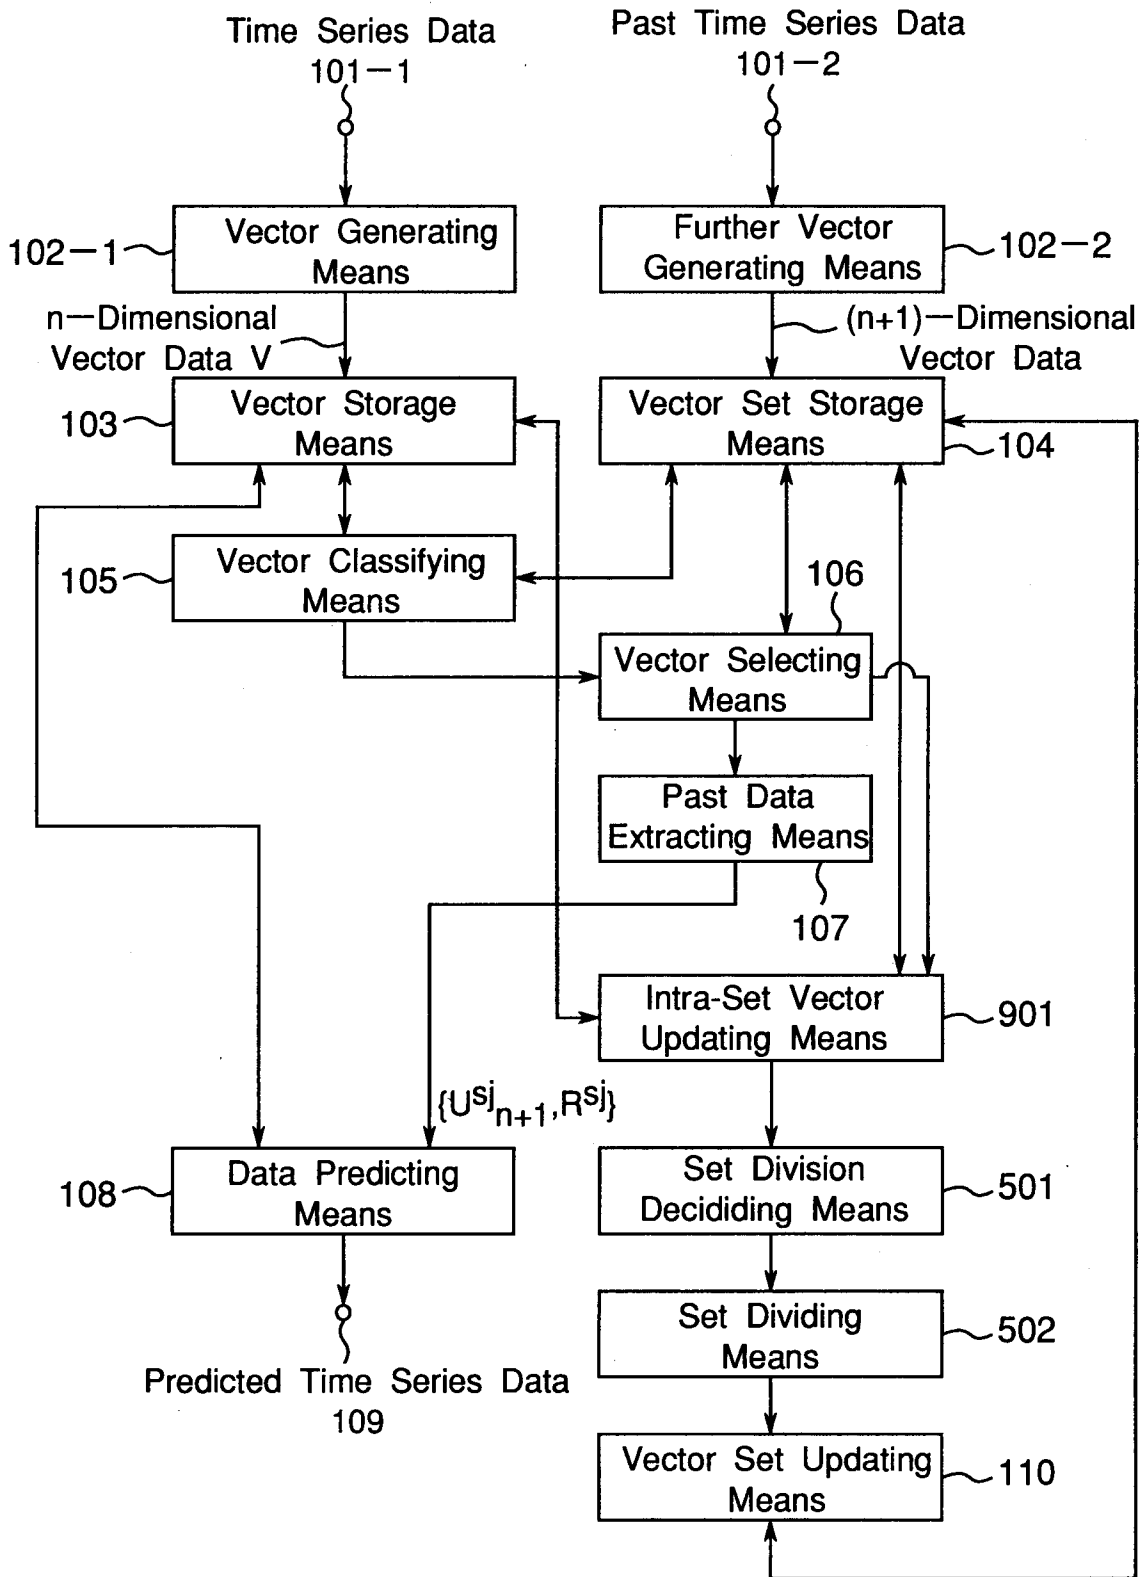 Time Series Data
101-1
Past Time Series Data
101-2
Vector Generating
Means
102-1
Further Vector
Generating Means
102-2
n-Dimensional
Vector Data V
(n+1)-Dimensional
Vector Data
Vector Storage
Means
103
Vector Set Storage
Means
104
Vector Classifying
Means
105
106
Vector Selecting
Means
Past Data
Extracting Means
107
Intra-Set Vector
Updating Means
901
{U^sj_n+1, R^sj}
Data Predicting
Means
108
Set Division
Decididing Means
501
Set Dividing
Means
502
Predicted Time Series Data
109
Vector Set Updating
Means
110